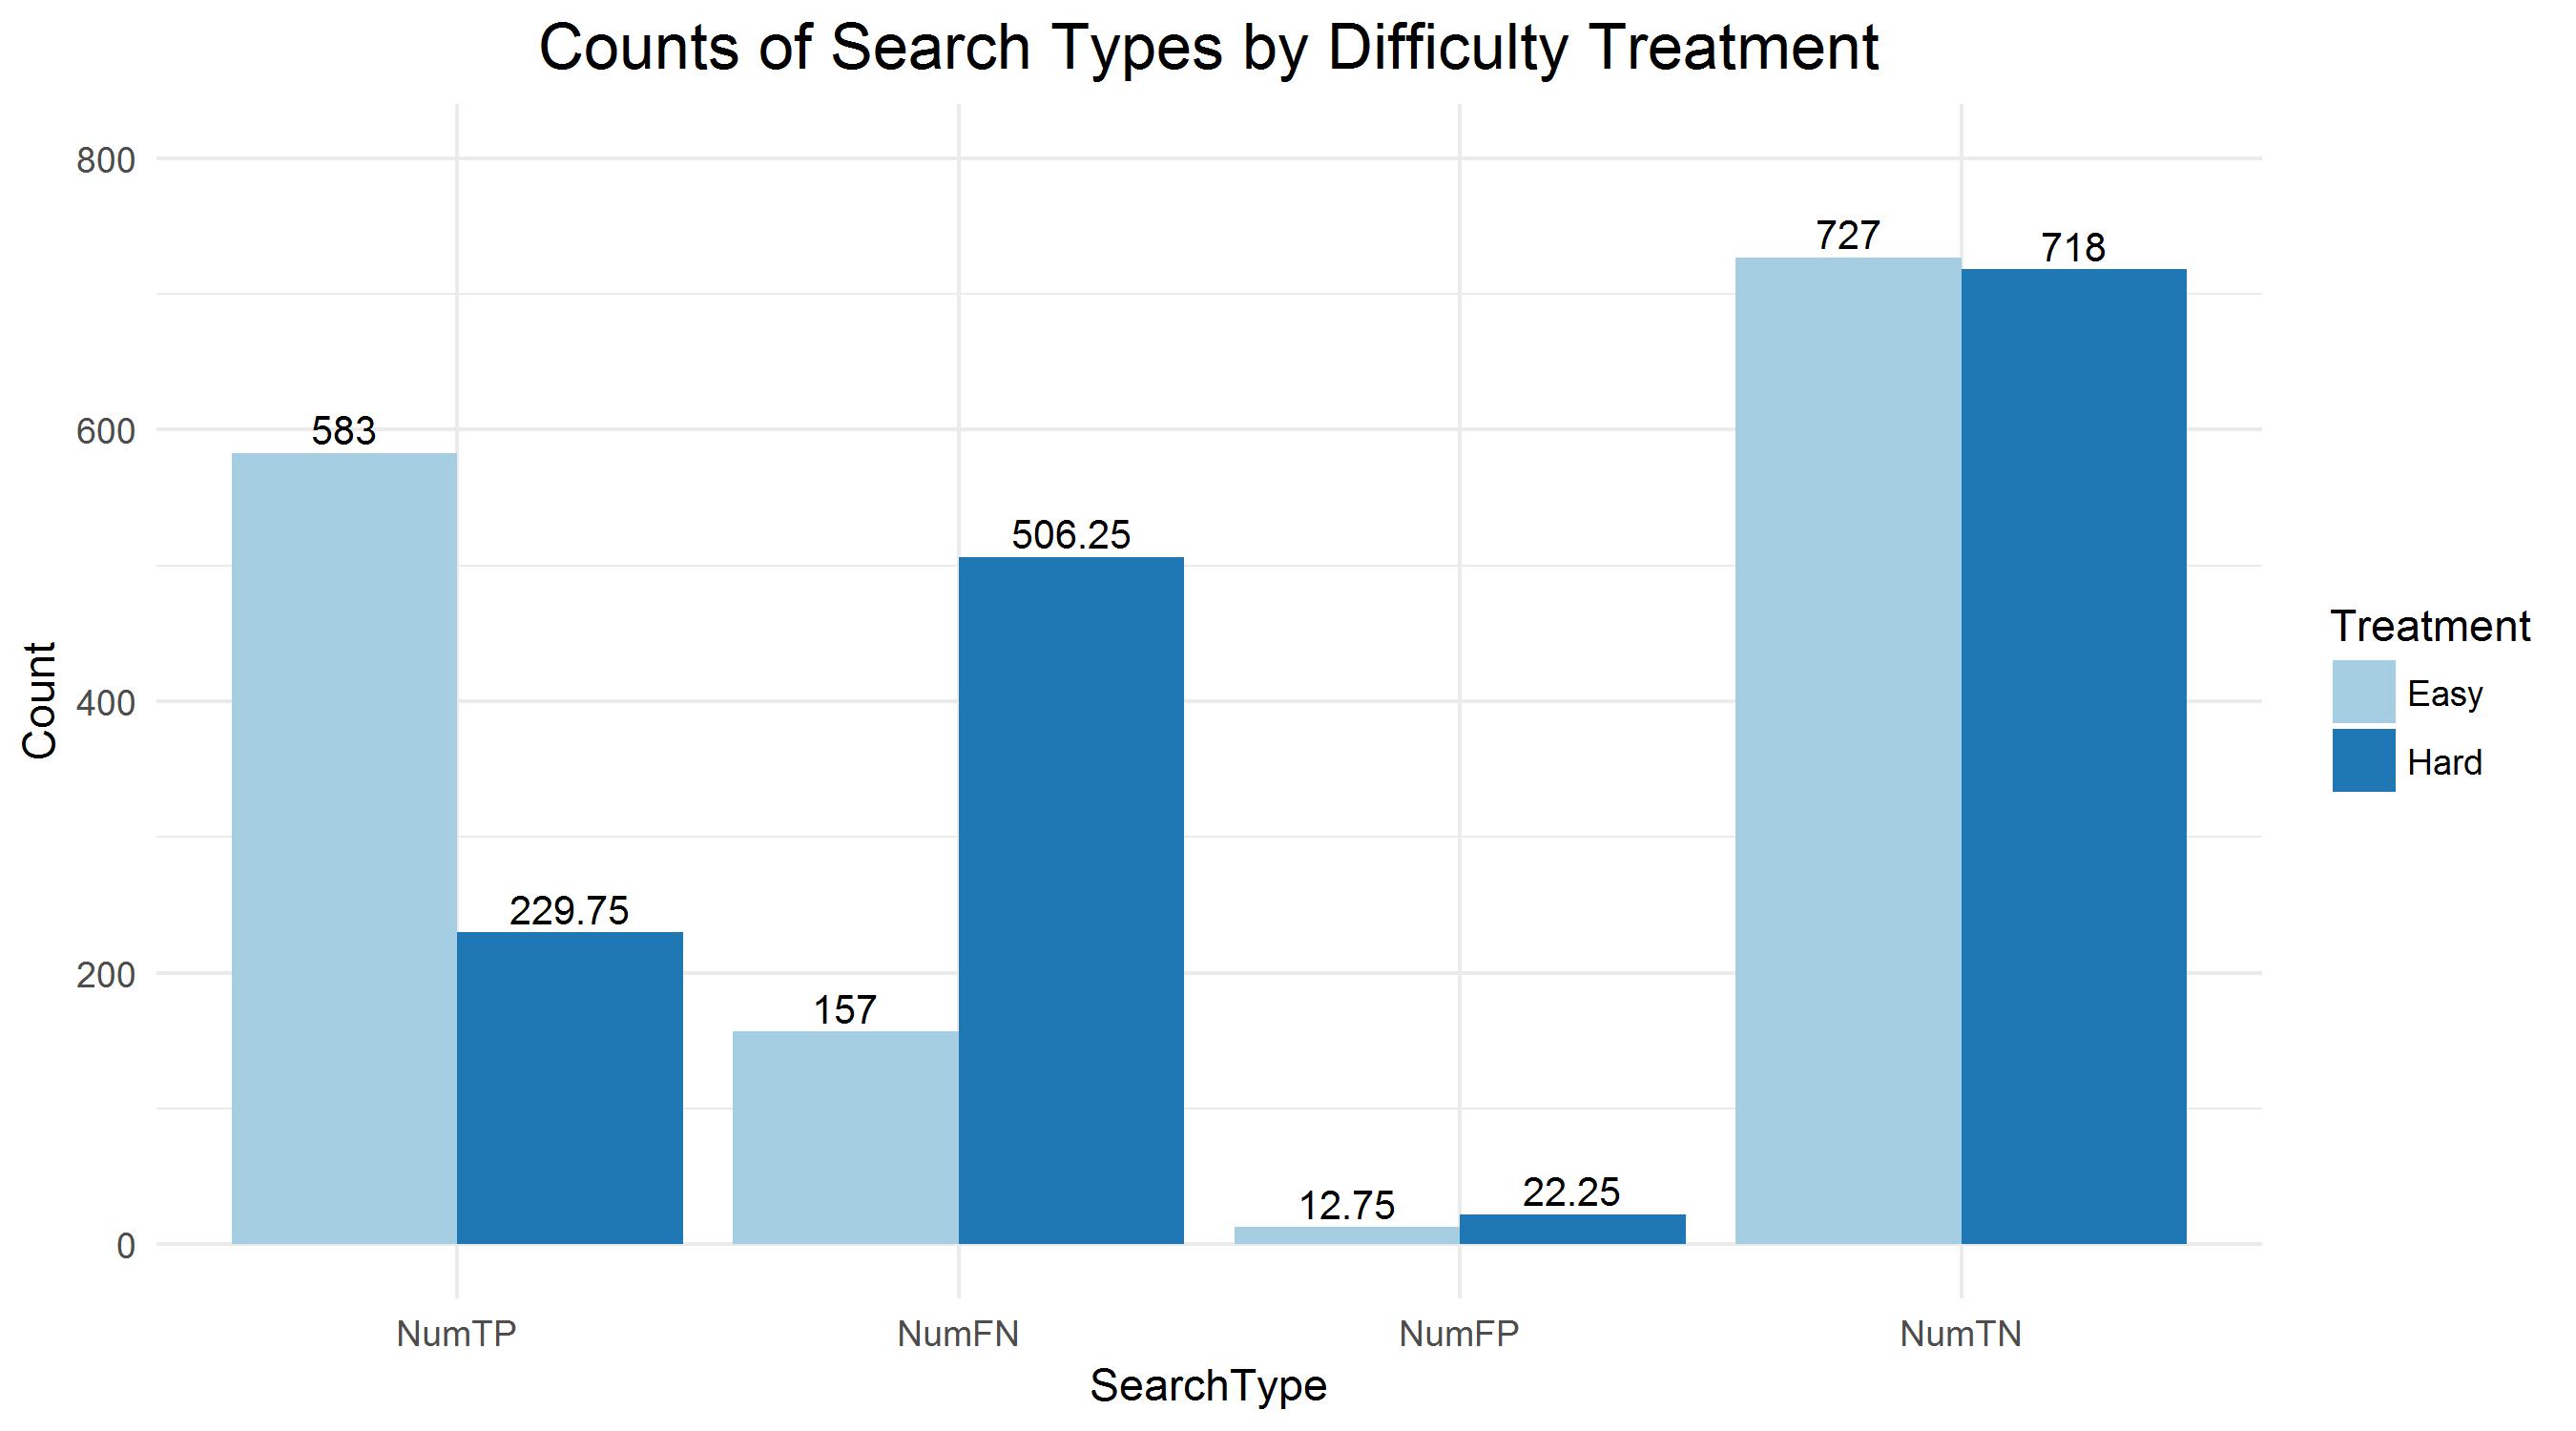 Counts of Search Types by Difficulty Treatment
800
600
400
200
0
Count
583
229.75
157
506.25
12.75
22.25
727
718
NumTP
NumFN
NumFP
NumTN
SearchType
Treatment
Easy
Hard